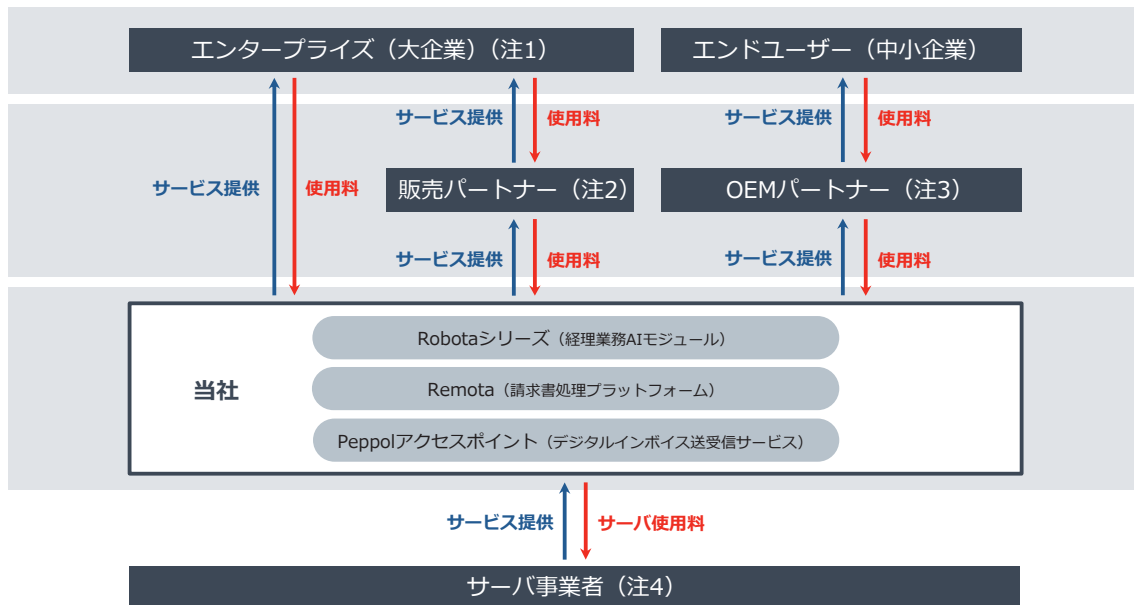 エンタープライズ（大企業）（注1）
エンドユーザー（中小企業）
サービス提供
使用料
サービス提供
使用料
サービス提供
使用料
販売パートナー（注2）
OEMパートナー（注3）
サービス提供
使用料
サービス提供
使用料
当社
Robotaシリーズ（経理業務AIモジュール）
Remota（請求書処理プラットフォーム）
Peppolアクセスポイント（デジタルインボイス送受信サービス）
サービス提供
サーバ使用料
サーバ事業者（注4）